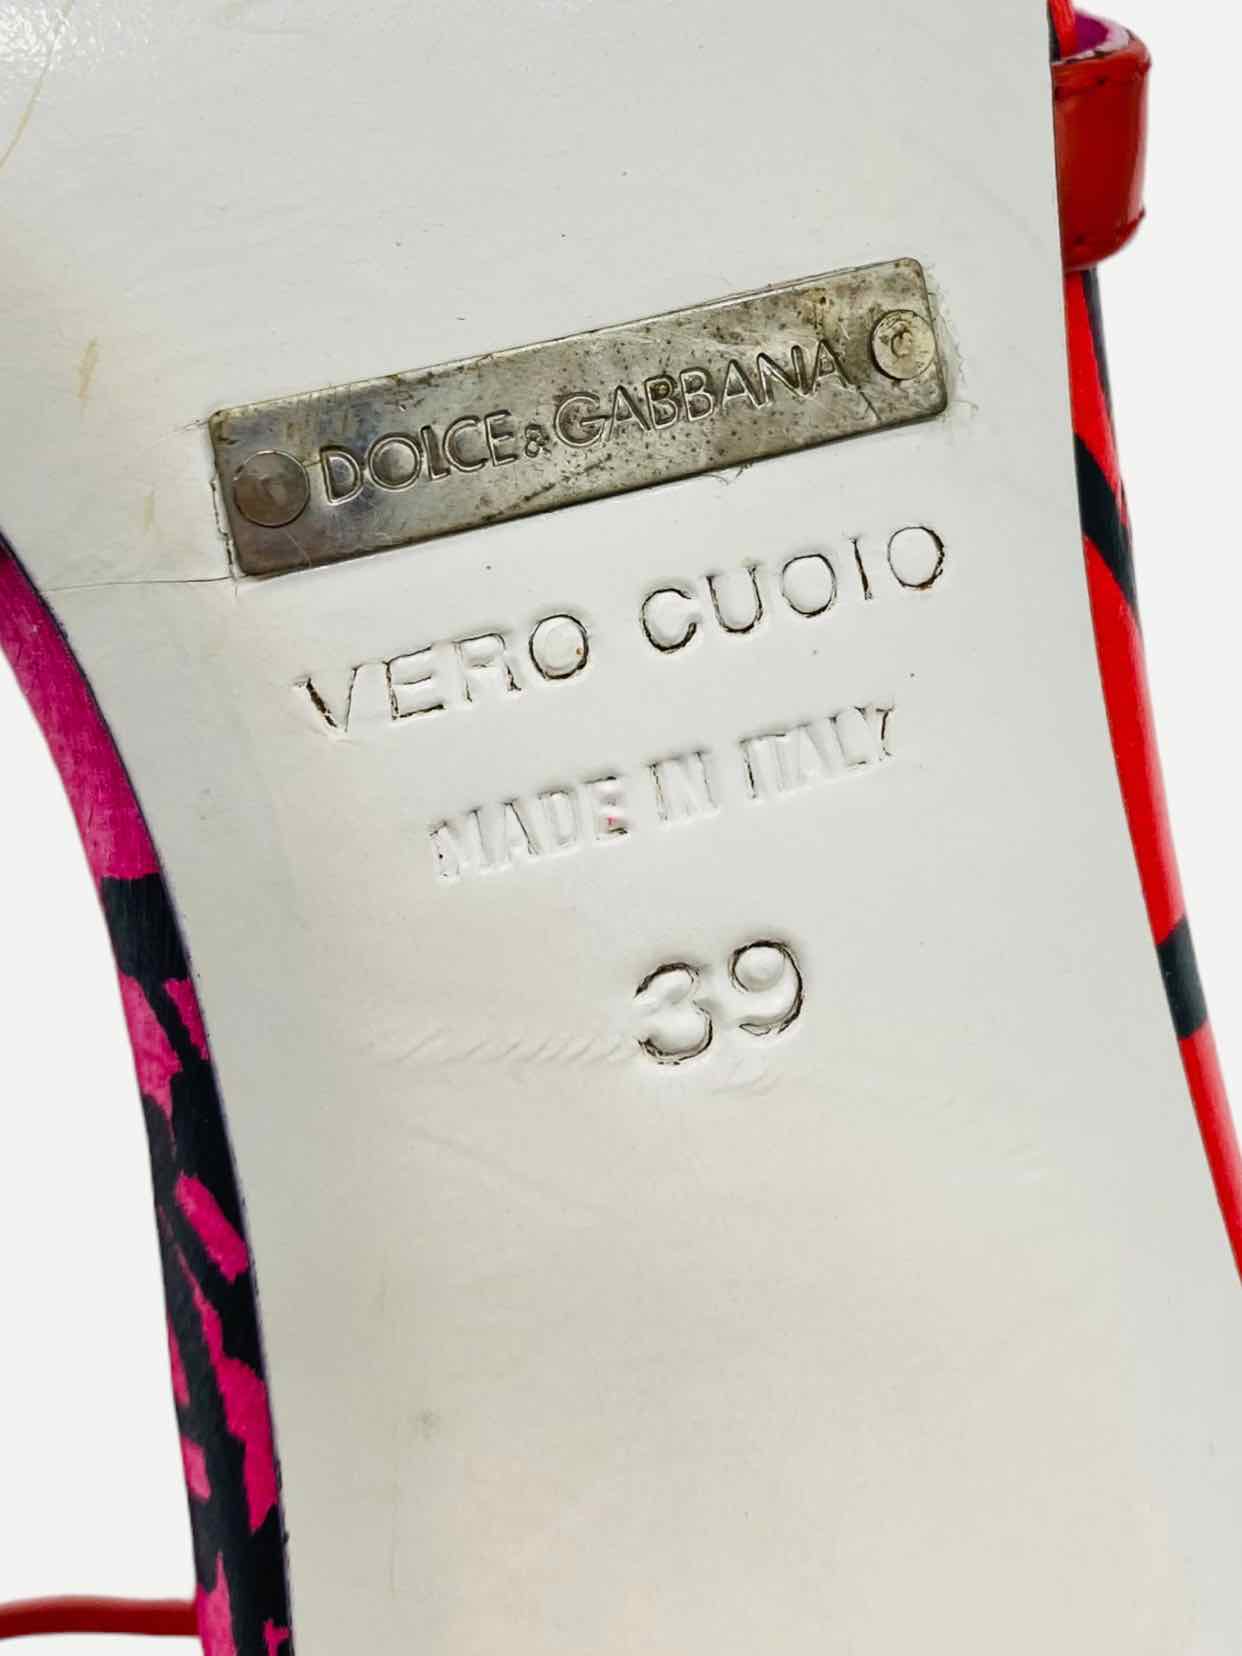 DOLCE & GABBANA
VERO CUOIO
MADE IN ITALY
39